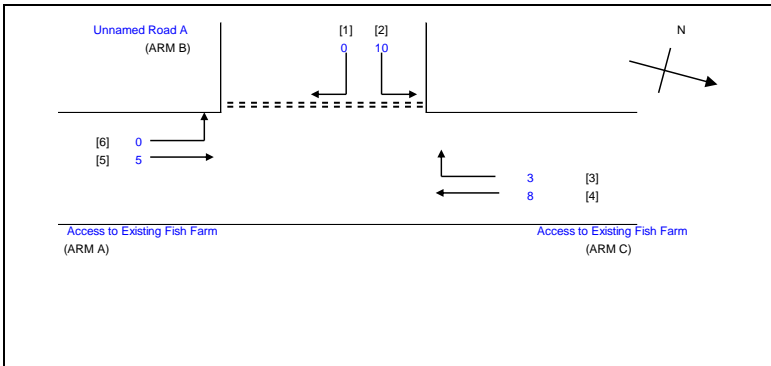 Unnamed Road A [1] [2] N
(ARM B) 0 10
[6] 0
[5] 5
3 [3]
8 [4]
Access to Existing Fish Farm Access to Existing Fish Farm
(ARM A) (ARM C)